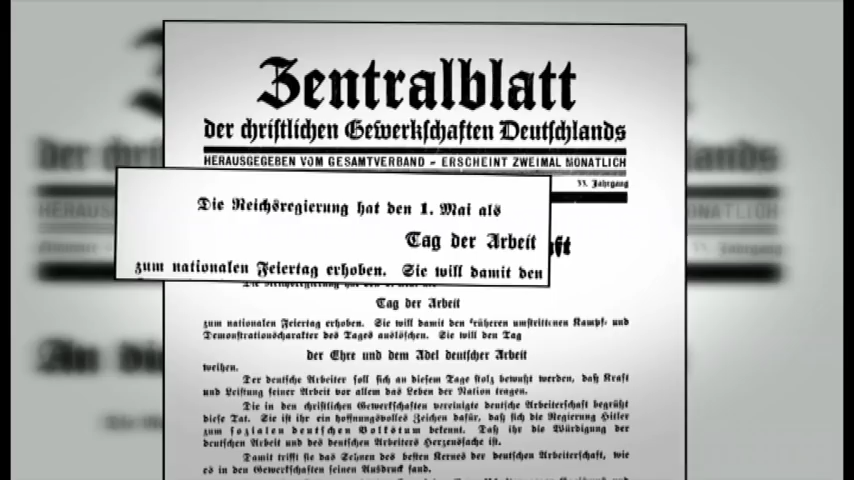 Zentralblatt
der christlichen Gewerkschaften Deutschlands
HERAUSGEGEBEN VOM GESAMTVERBAND - ERSCHEINT ZWEIMAL MONATLICH
33. Jahrgang
Die Reichsregierung hat den 1. Mai als
Tag der Arbeit
zum nationalen Feiertag erhoben. Sie will damit den
Tag der Arbeit
zum nationalen Feiertag erhoben. Sie will damit den früheren umstrittenen Kampf- und
Demonstrationscharakter des Tages auslöschen. Sie will den Tag
der Ehre und dem Adel deutscher Arbeit
weihen.
Der deutsche Arbeiter soll sich an diesem Tage stolz bewußt werden, daß Kraft
und Leistung seiner Arbeit vor allem das Leben der Nation tragen.
Die in den christlichen Gewerkschaften vereinigte deutsche Arbeiterschaft begrüßt
diese Tat. Sie ist ihr ein hoffnungsvolles Zeichen dafür, daß sich die Regierung Hitler
zum sozialen deutschen Volkstum bekennt. Daß ihr die Würdigung der
deutschen Arbeit und des deutschen Arbeiters Herzenssache ist.
Damit trifft sie das Sehnen des besten Kernes der deutschen Arbeiterschaft, wie
es in den Gewerkschaften seinen Ausdruck fand.